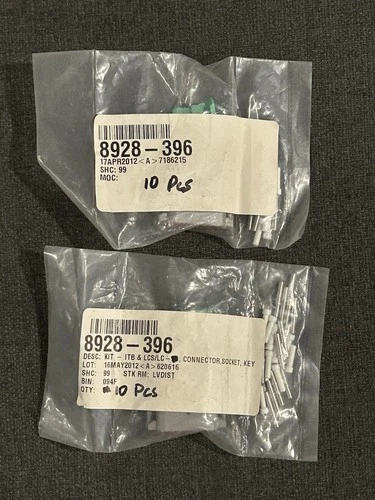 8928-396
17APR2012<A>7186215
SHC: 99
MOC:
10 Pcs
8928-396
DESC: KIT - ITB & LCS/LC- , CONNECTOR,SOCKET, KEY
LOT: 16MAY2012<A>620616
SHC: 99 STK RM: LVDIST
BIN: 094F
QTY: 10 Pcs